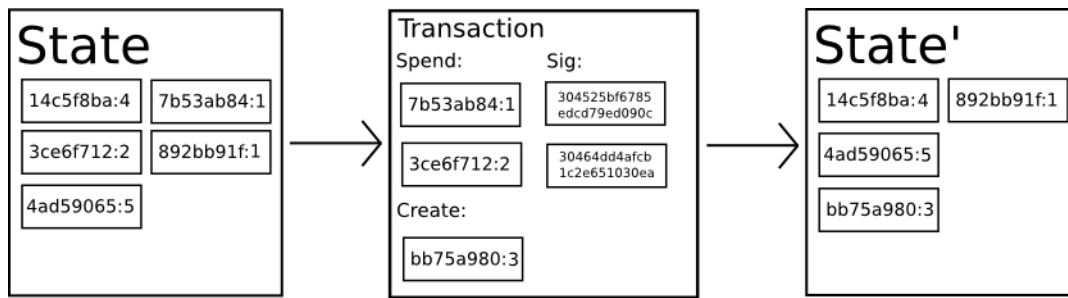 State
14c5f8ba:4 7b53ab84:1
3ce6f712:2 892bb91f:1
4ad59065:5
Transaction
Spend: Sig:
7b53ab84:1 304525bf6785
edcd79ed090c
3ce6f712:2 30464dd4afcb
1c2e651030ea
Create:
bb75a980:3
State'
14c5f8ba:4 892bb91f:1
4ad59065:5
bb75a980:3